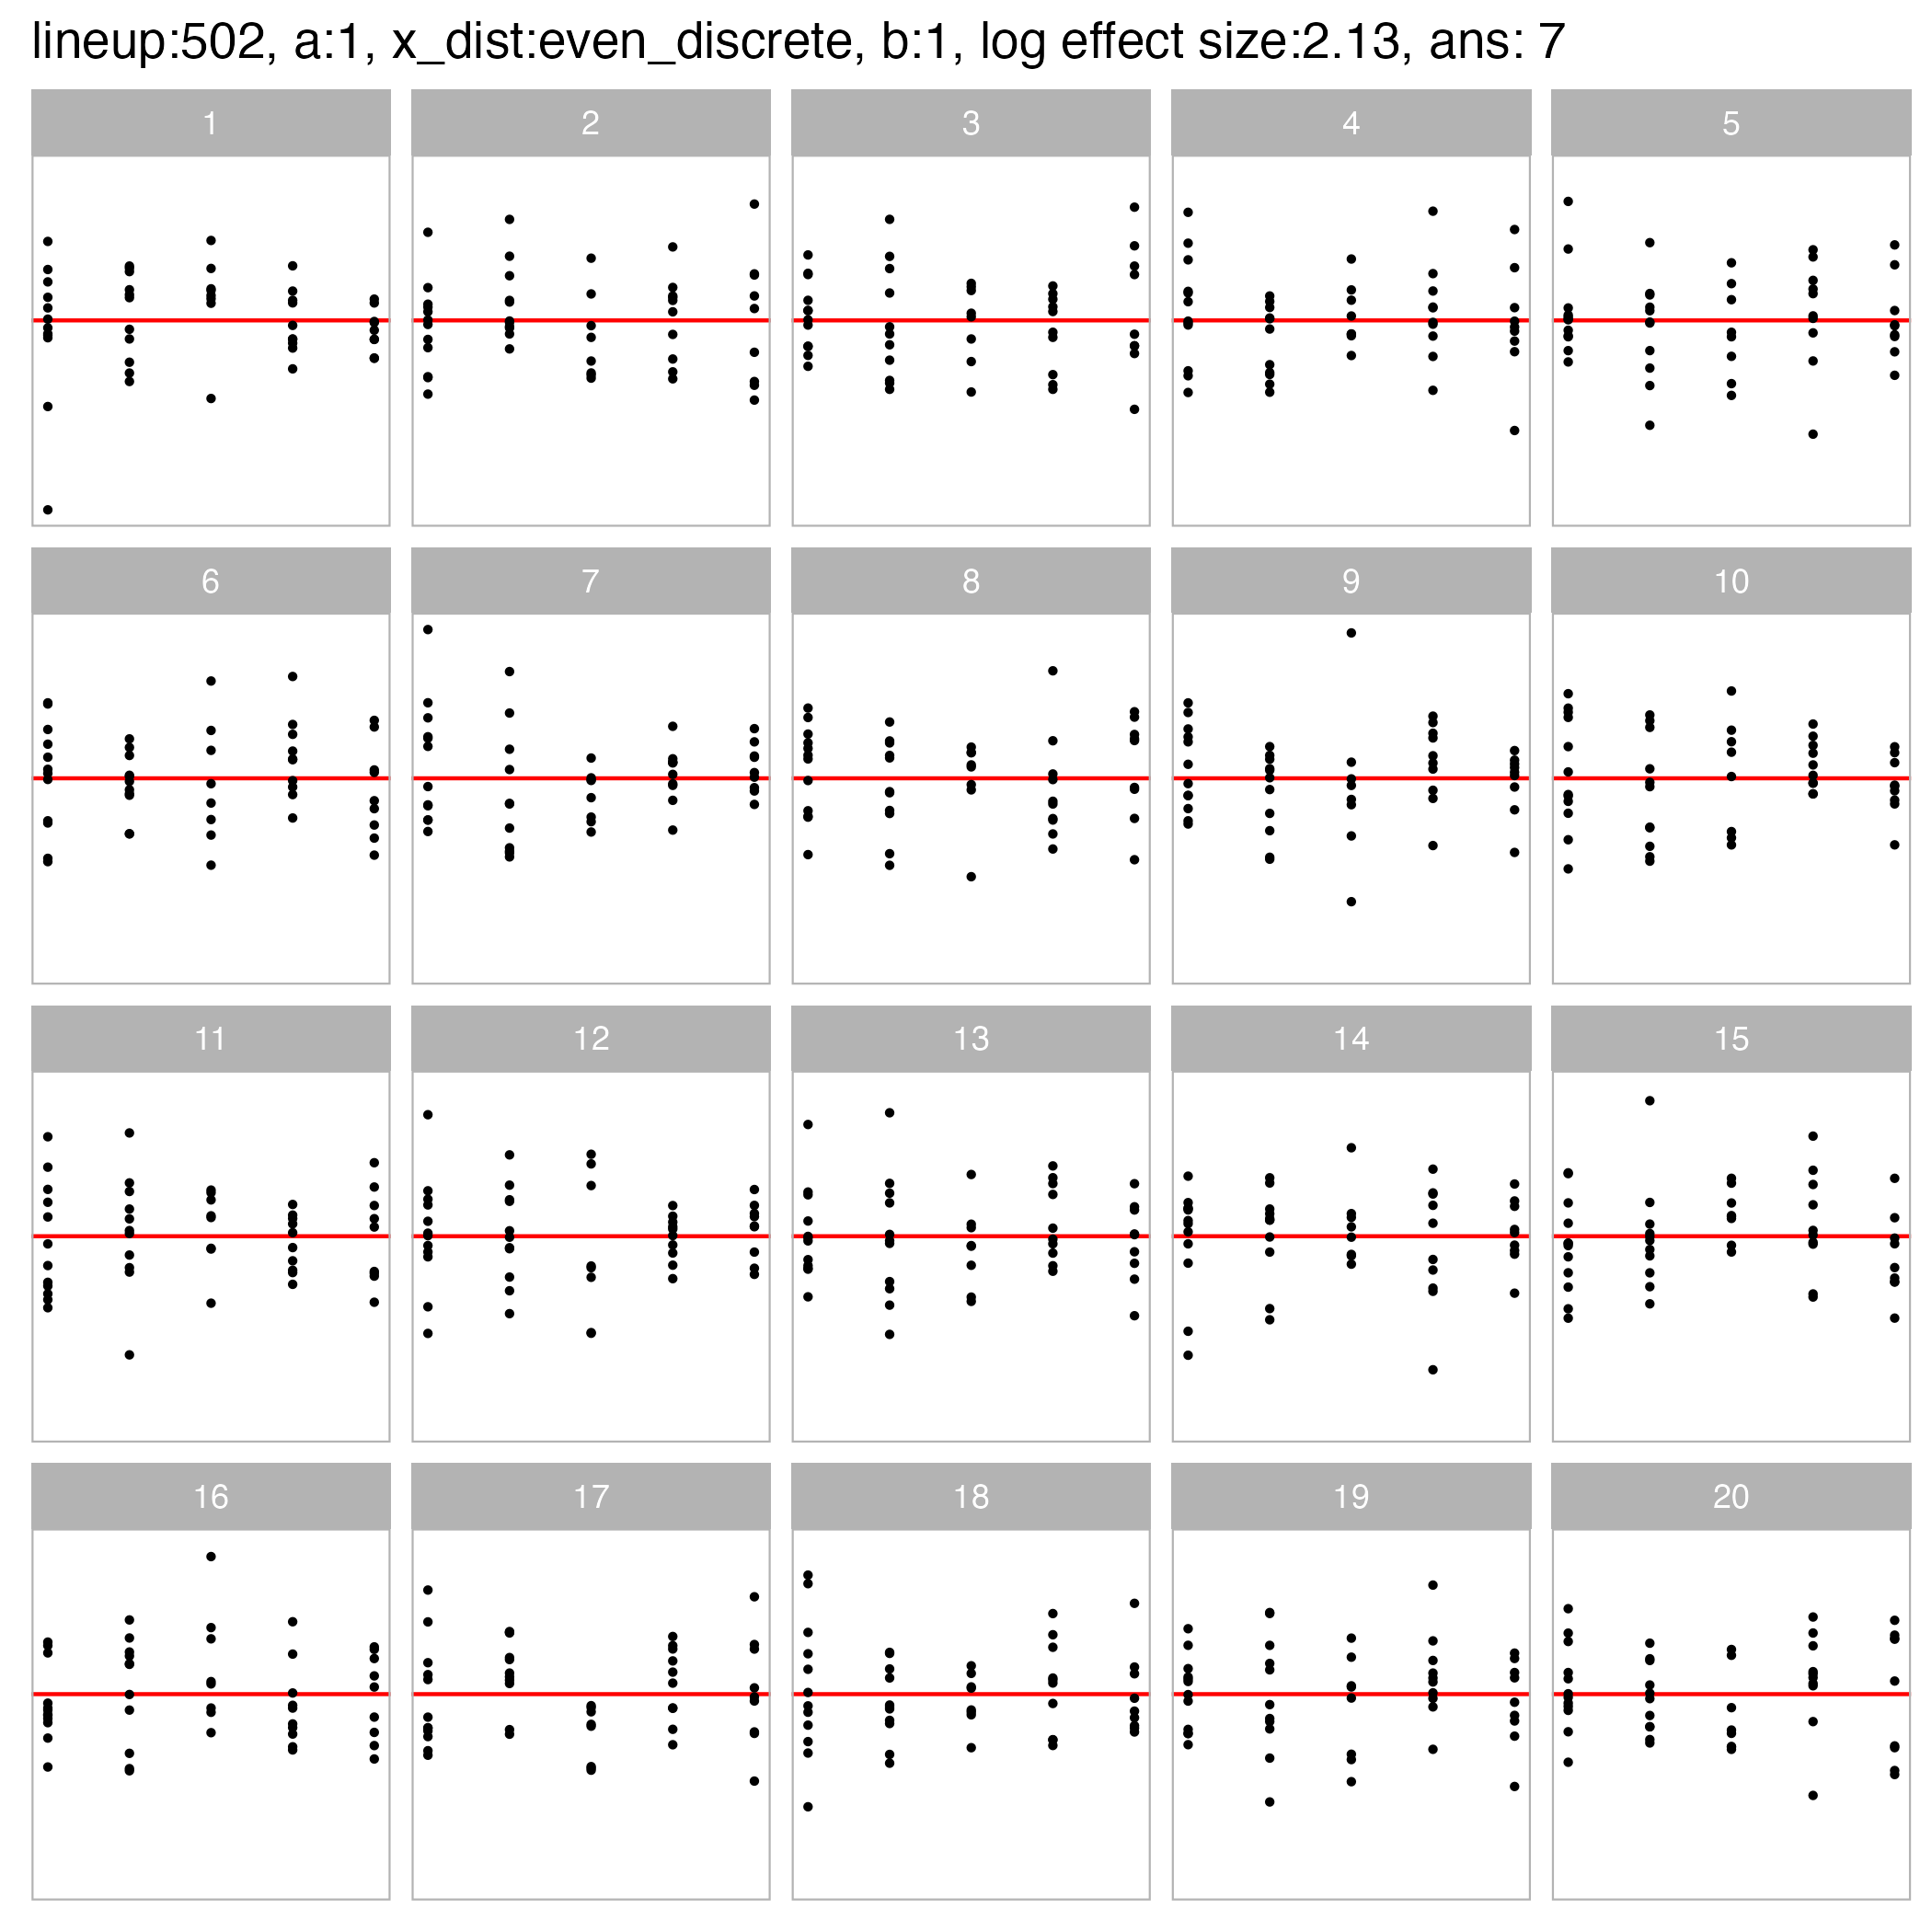 lineup:502, a:1, x_dist:even_discrete, b:1, log effect size:2.13, ans: 7
1 2 3 4 5
6 7 8 9 10
11 12 13 14 15
16 17 18 19 20